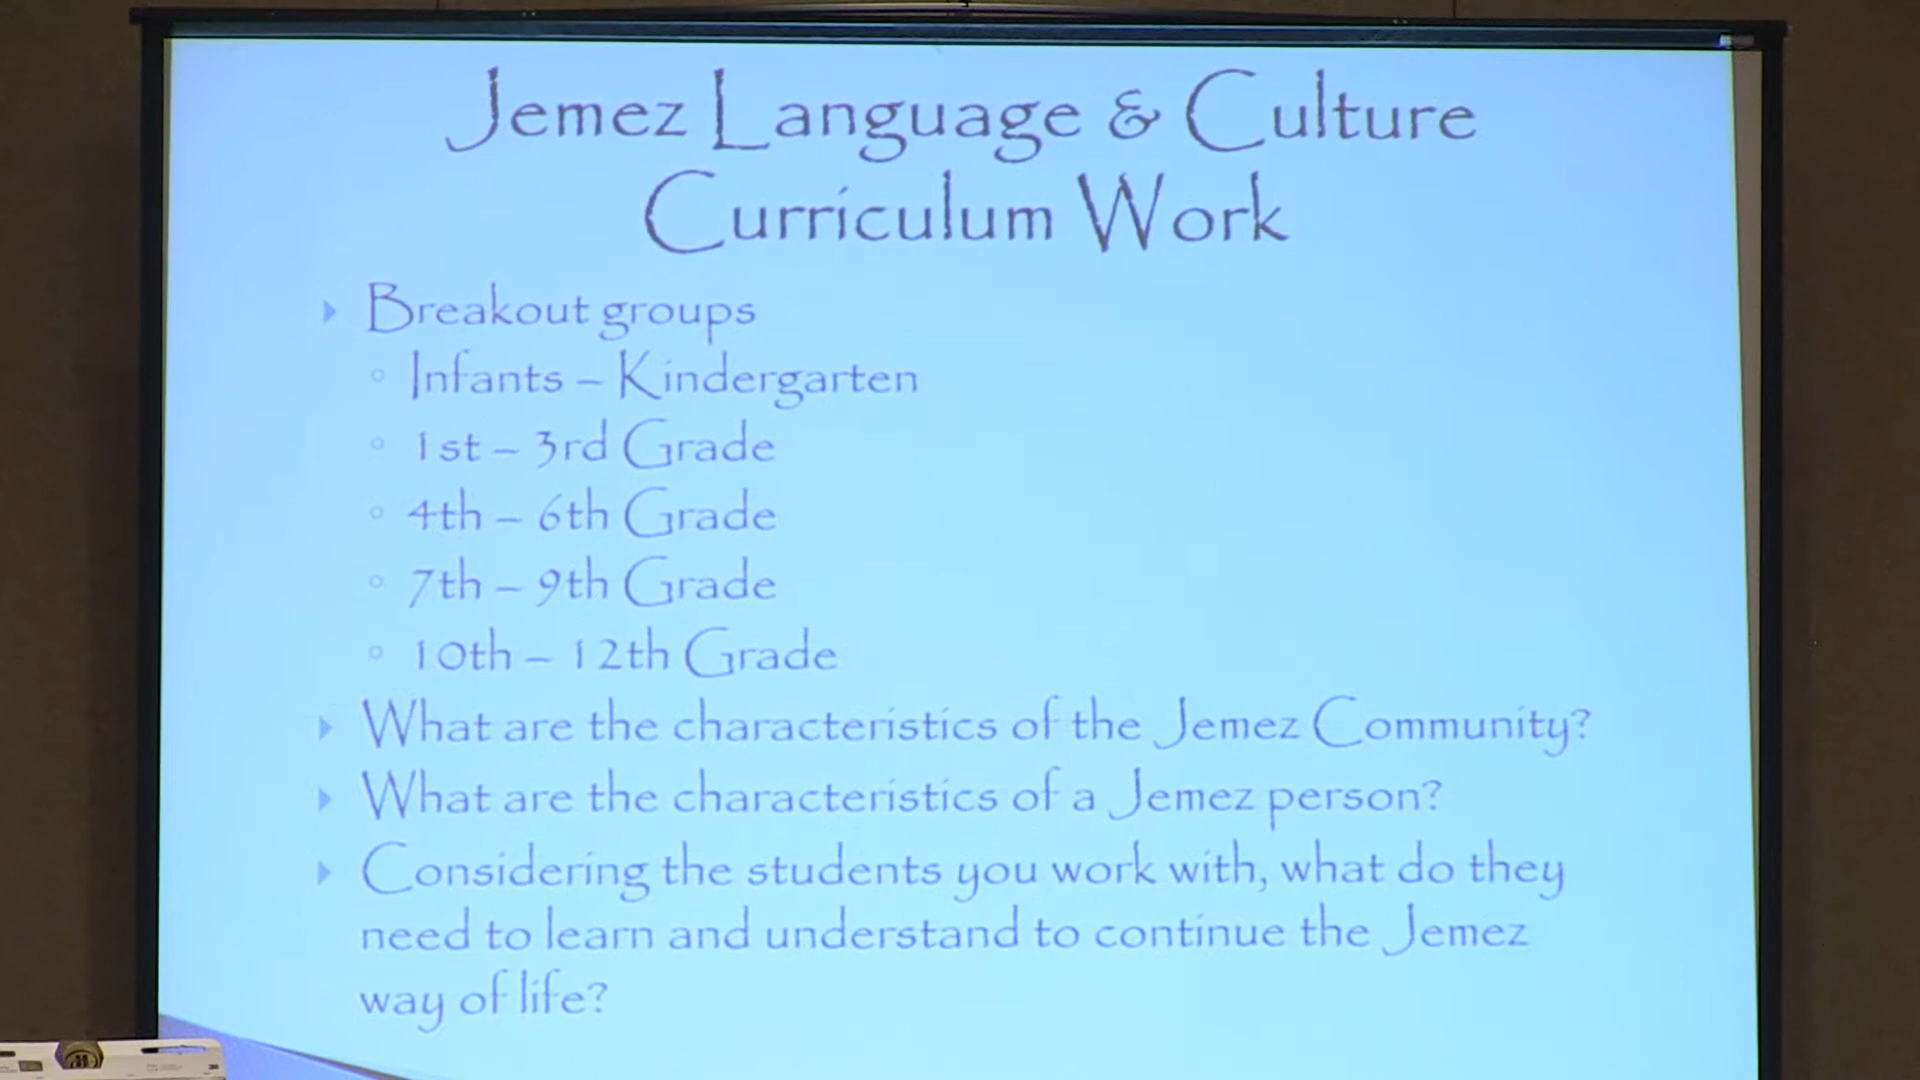 Jemez Language & Culture
Curriculum Work
Breakout groups
Infants – Kindergarten
1st – 3rd Grade
4th – 6th Grade
7th – 9th Grade
10th – 12th Grade
What are the characteristics of the Jemez Community?
What are the characteristics of a Jemez person?
Considering the students you work with, what do they
need to learn and understand to continue the Jemez
way of life?